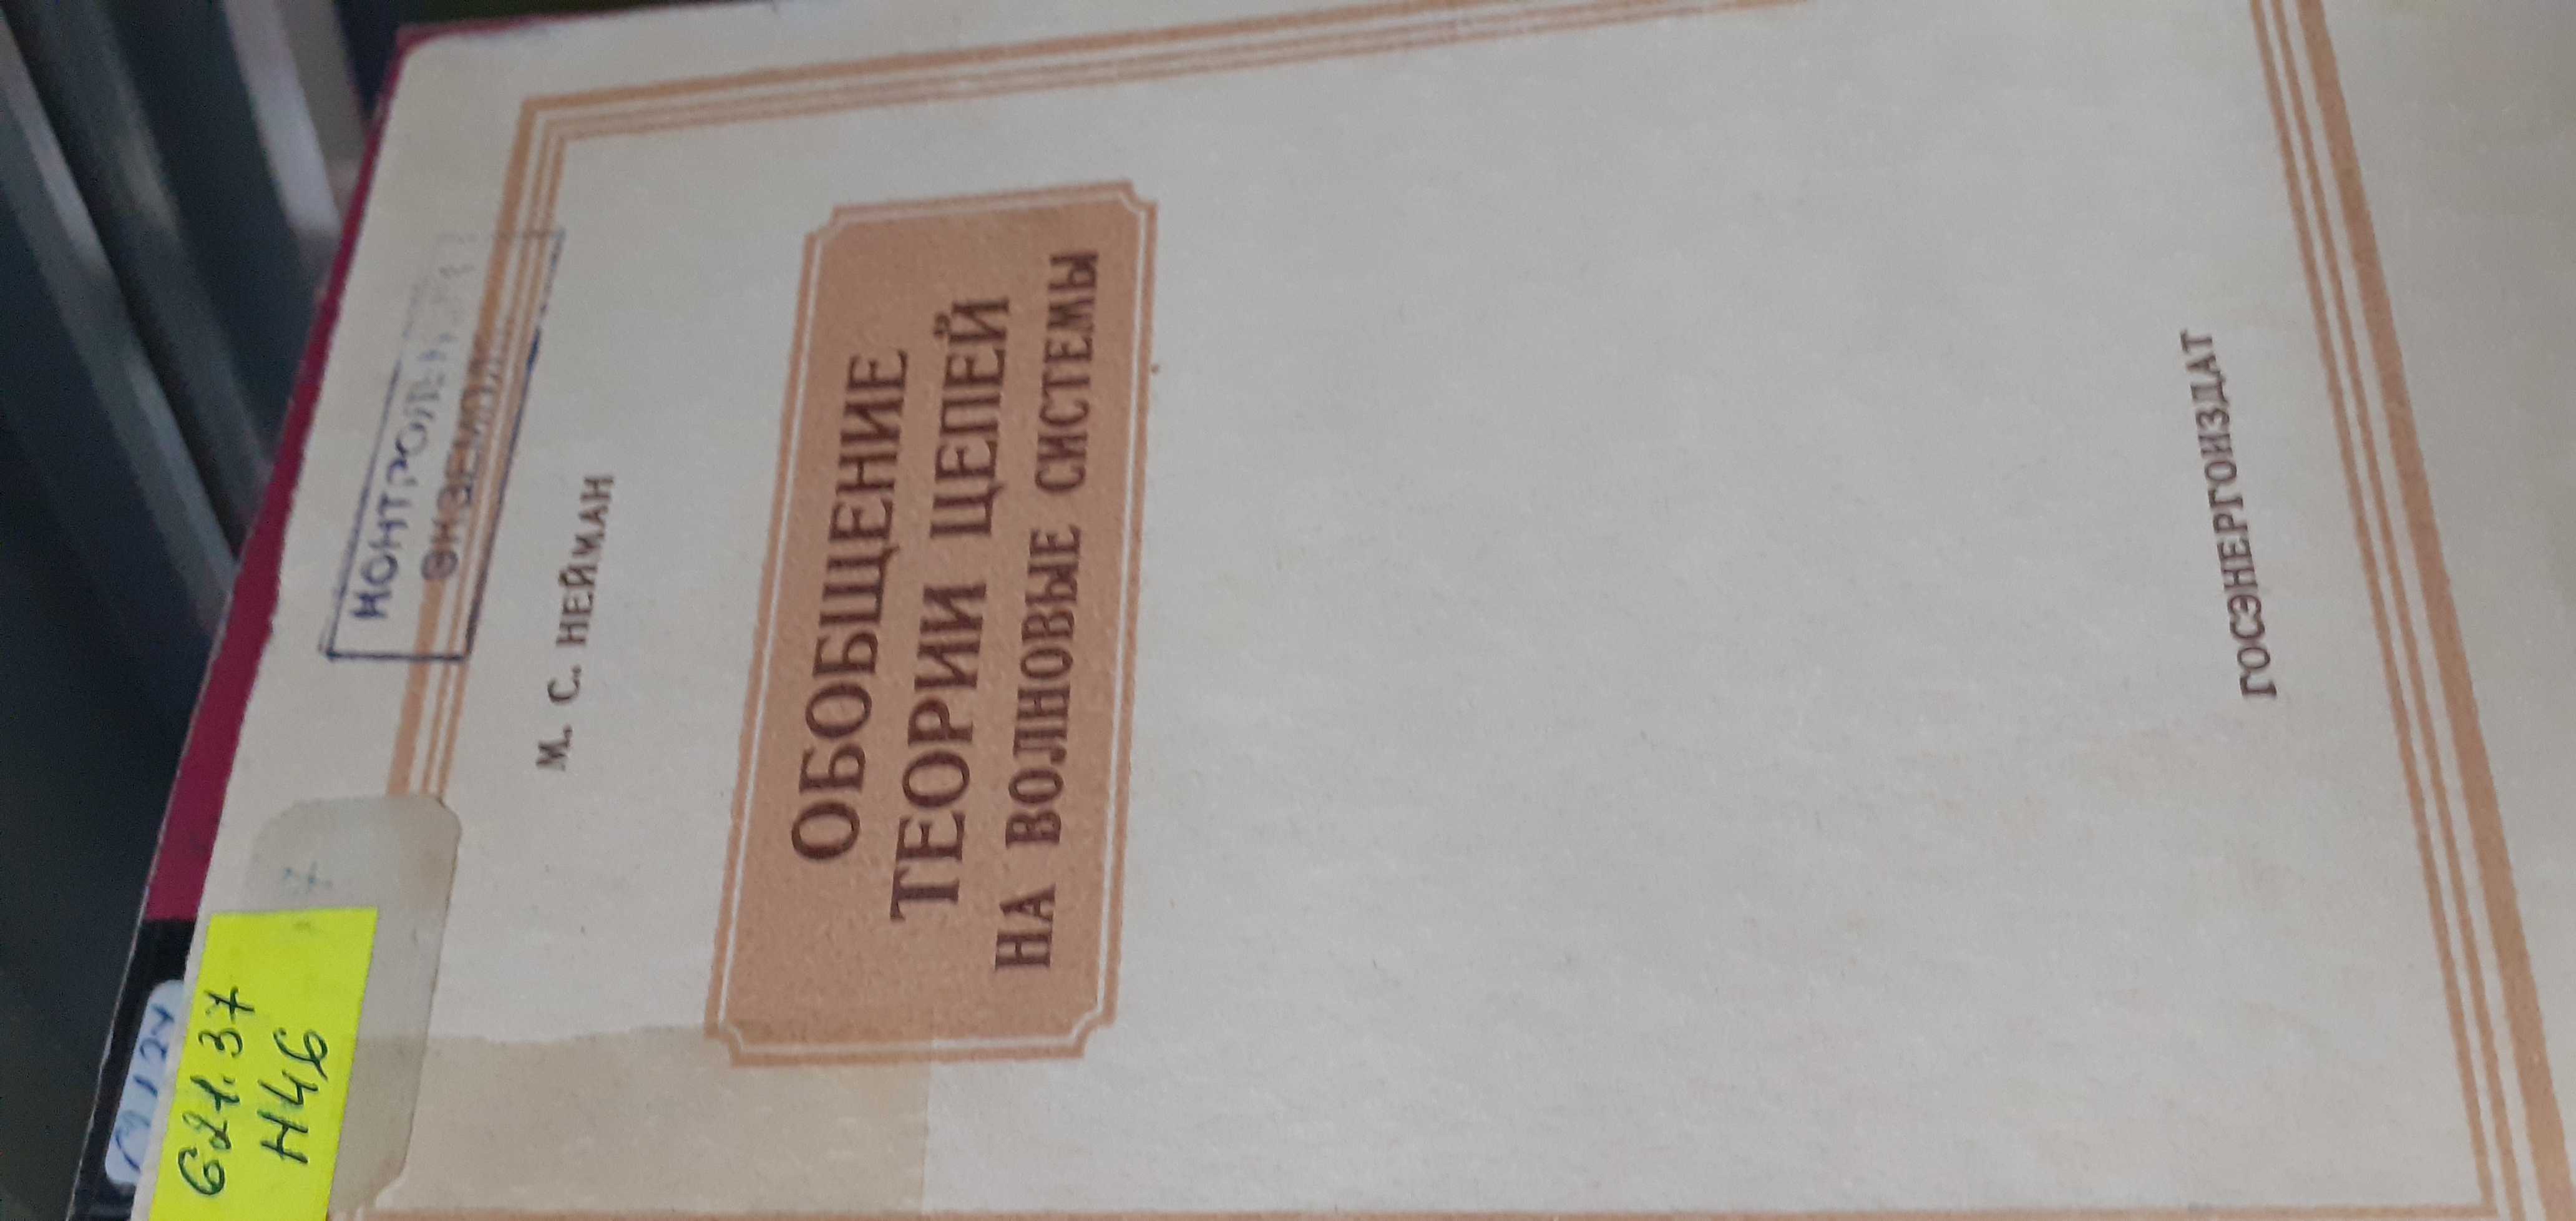 КОНТРОЛЬНЫЙ
ЭКЗЕМПЛЯР
М. С. НЕЙМАН
ОБОБЩЕНИЕ
ТЕОРИИ ЦЕПЕЙ
НА ВОЛНОВЫЕ СИСТЕМЫ
ГОСЭНЕРГОИЗДАТ
621.37
Н46